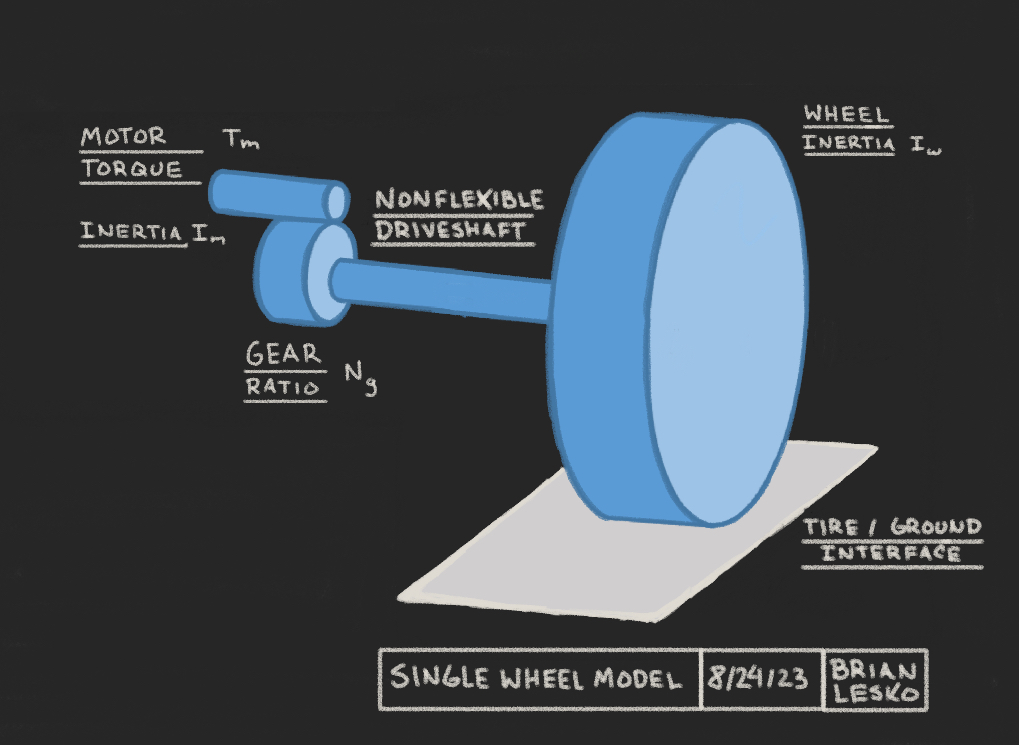 MOTOR Tm
TORQUE
INERTIA Im
NONFLEXIBLE
DRIVESHAFT
WHEEL
INERTIA Iω
GEAR
RATIO Ng
TIRE / GROUND
INTERFACE
SINGLE WHEEL MODEL 8/24/23 BRIAN
LESKO